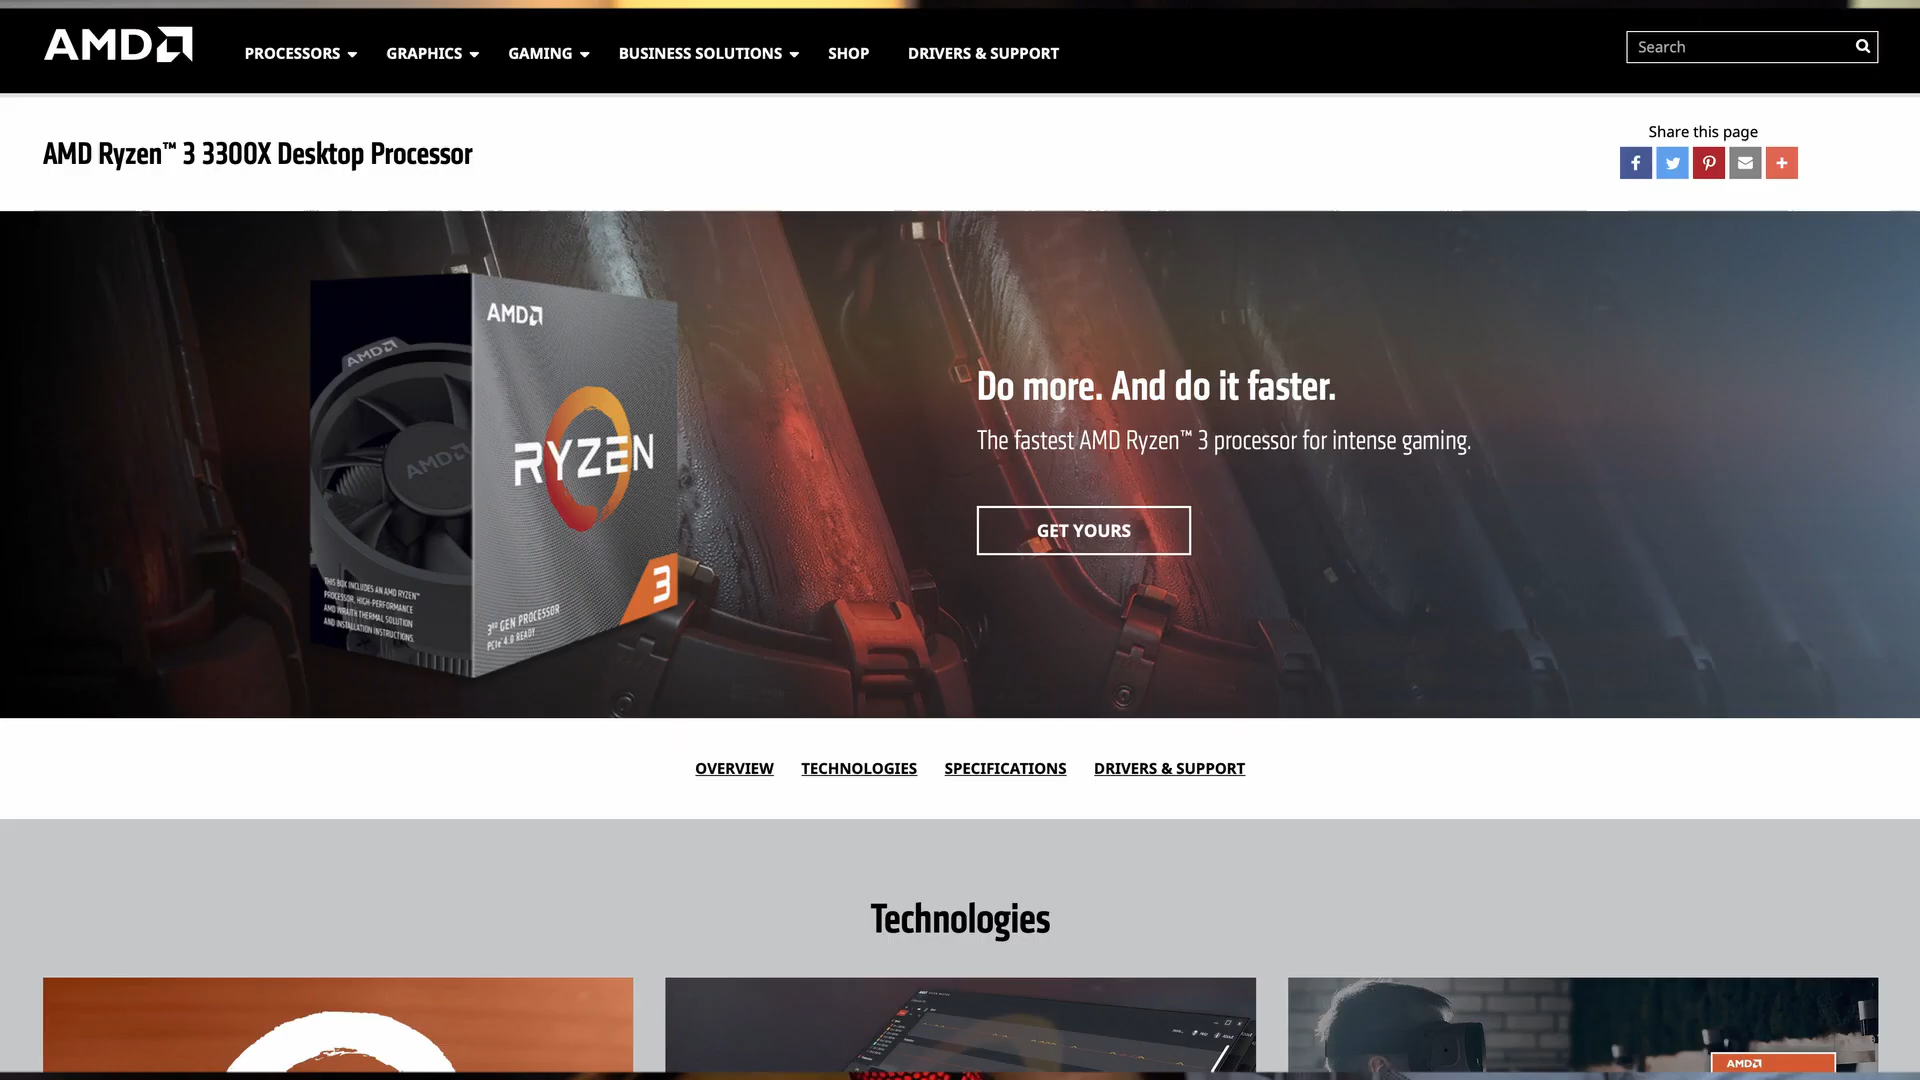 AMD
PROCESSORS GRAPHICS GAMING BUSINESS SOLUTIONS SHOP DRIVERS & SUPPORT
Search
AMD Ryzen™ 3 3300X Desktop Processor
Share this page
AMD
AMD
AMD
RYZEN
3
THIS BOX INCLUDES AN AMD RYZEN™
PROCESSOR, HIGH-PERFORMANCE
AMD WRAITH THERMAL SOLUTION
AND INSTALLATION INSTRUCTIONS.
3RD GEN PROCESSOR
PCIe 4.0 READY
Do more. And do it faster.
The fastest AMD Ryzen™ 3 processor for intense gaming.
GET YOURS
OVERVIEW TECHNOLOGIES SPECIFICATIONS DRIVERS & SUPPORT
Technologies
AMD